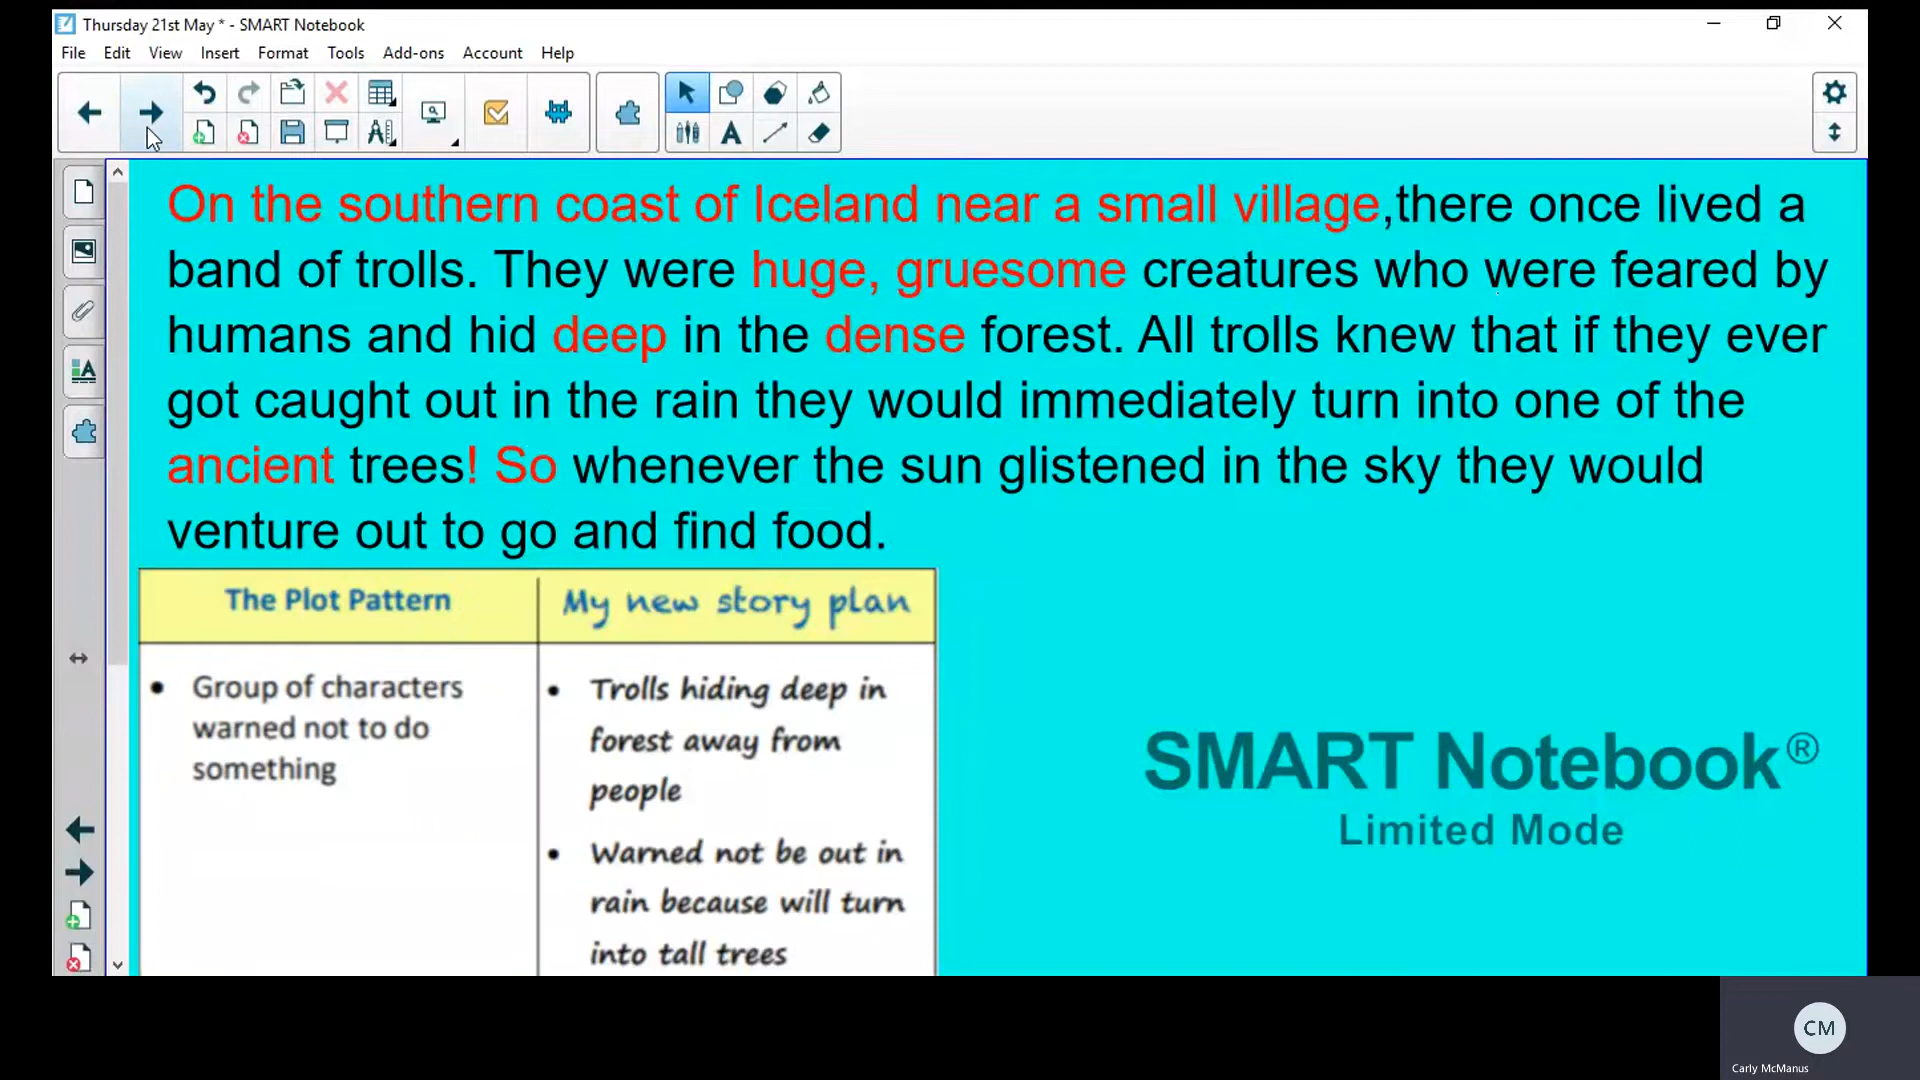 Thursday 21st May * - SMART Notebook
File Edit View Insert Format Tools Add-ons Account Help
On the southern coast of Iceland near a small village,there once lived a
band of trolls. They were huge, gruesome creatures who were feared by
humans and hid deep in the dense forest. All trolls knew that if they ever
got caught out in the rain they would immediately turn into one of the
ancient trees! So whenever the sun glistened in the sky they would
venture out to go and find food.
The Plot Pattern
My new story plan
• Group of characters
warned not to do
something
• Trolls hiding deep in
forest away from
people
• Warned not be out in
rain because will turn
into tall trees
SMART Notebook®
Limited Mode
CM
Carly McManus